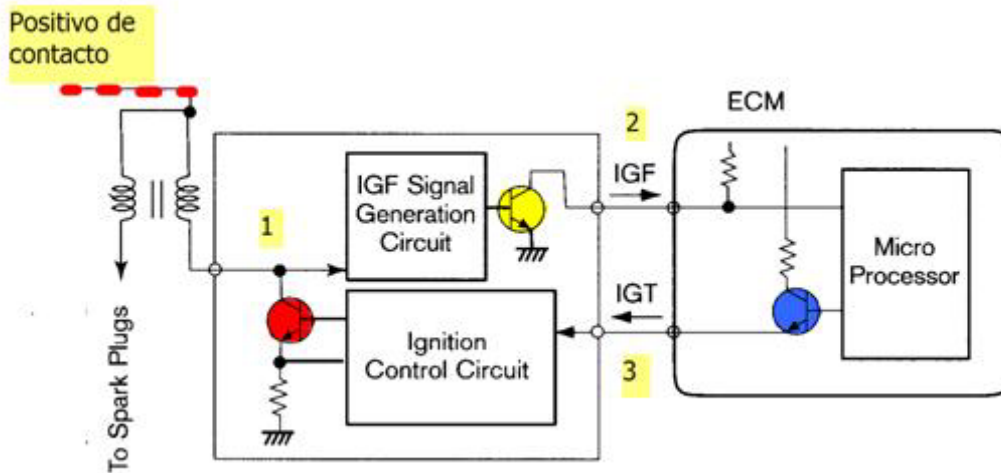 Positivo de
contacto
ECM
2
IGF
IGF Signal
Generation
Circuit
1
Micro
Processor
IGT
Ignition
Control Circuit
3
To Spark Plugs